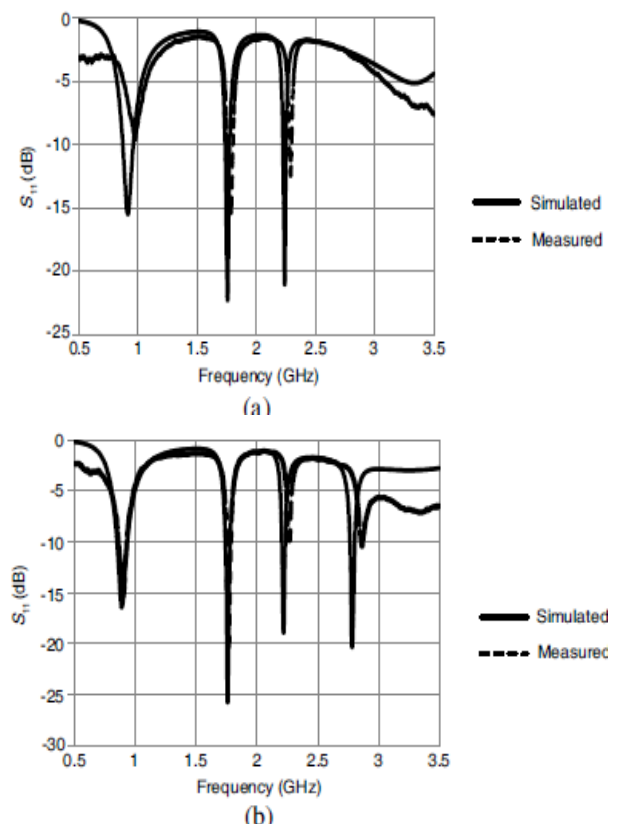 0
-5
-10
-15
-20
-25
S11 (dB)
0.5 1 1.5 2 2.5 3 3.5
Frequency (GHz)
Simulated
Measured
(a)
0
-5
-10
-15
-20
-25
-30
S11 (dB)
0.5 1 1.5 2 2.5 3 3.5
Frequency (GHz)
Simulated
Measured
(b)